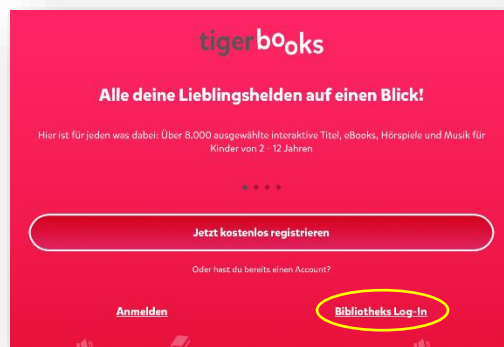 tigerbooks
Alle deine Lieblingshelden auf einen Blick!
Hier ist für jeden was dabei: Über 8.000 ausgewählte interaktive Titel, eBooks, Hörspiele und Musik für
Kinder von 2 - 12 Jahren
Jetzt kostenlos registrieren
Oder hast du bereits einen Account?
Anmelden Bibliotheks Log-In